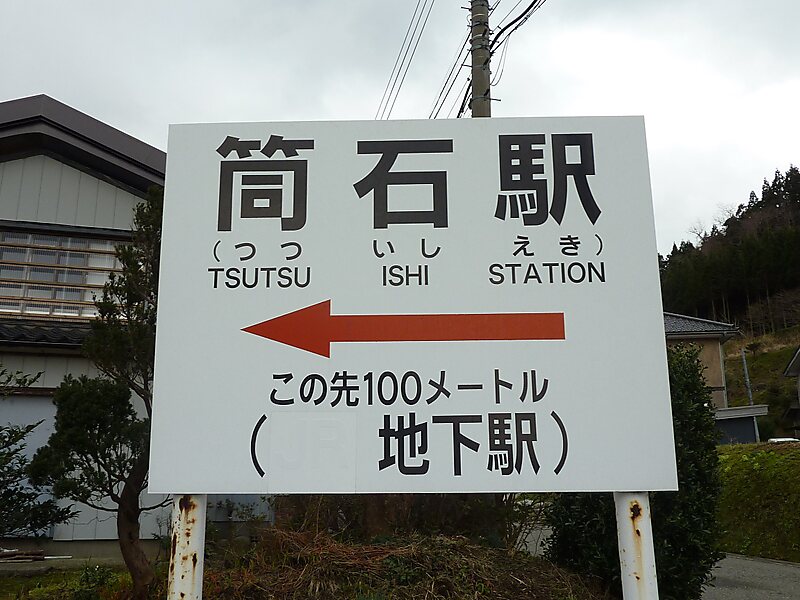 筒石駅
(つつ いし えき)
TSUTSU ISHI STATION
この先100メートル
(JR 地下駅)